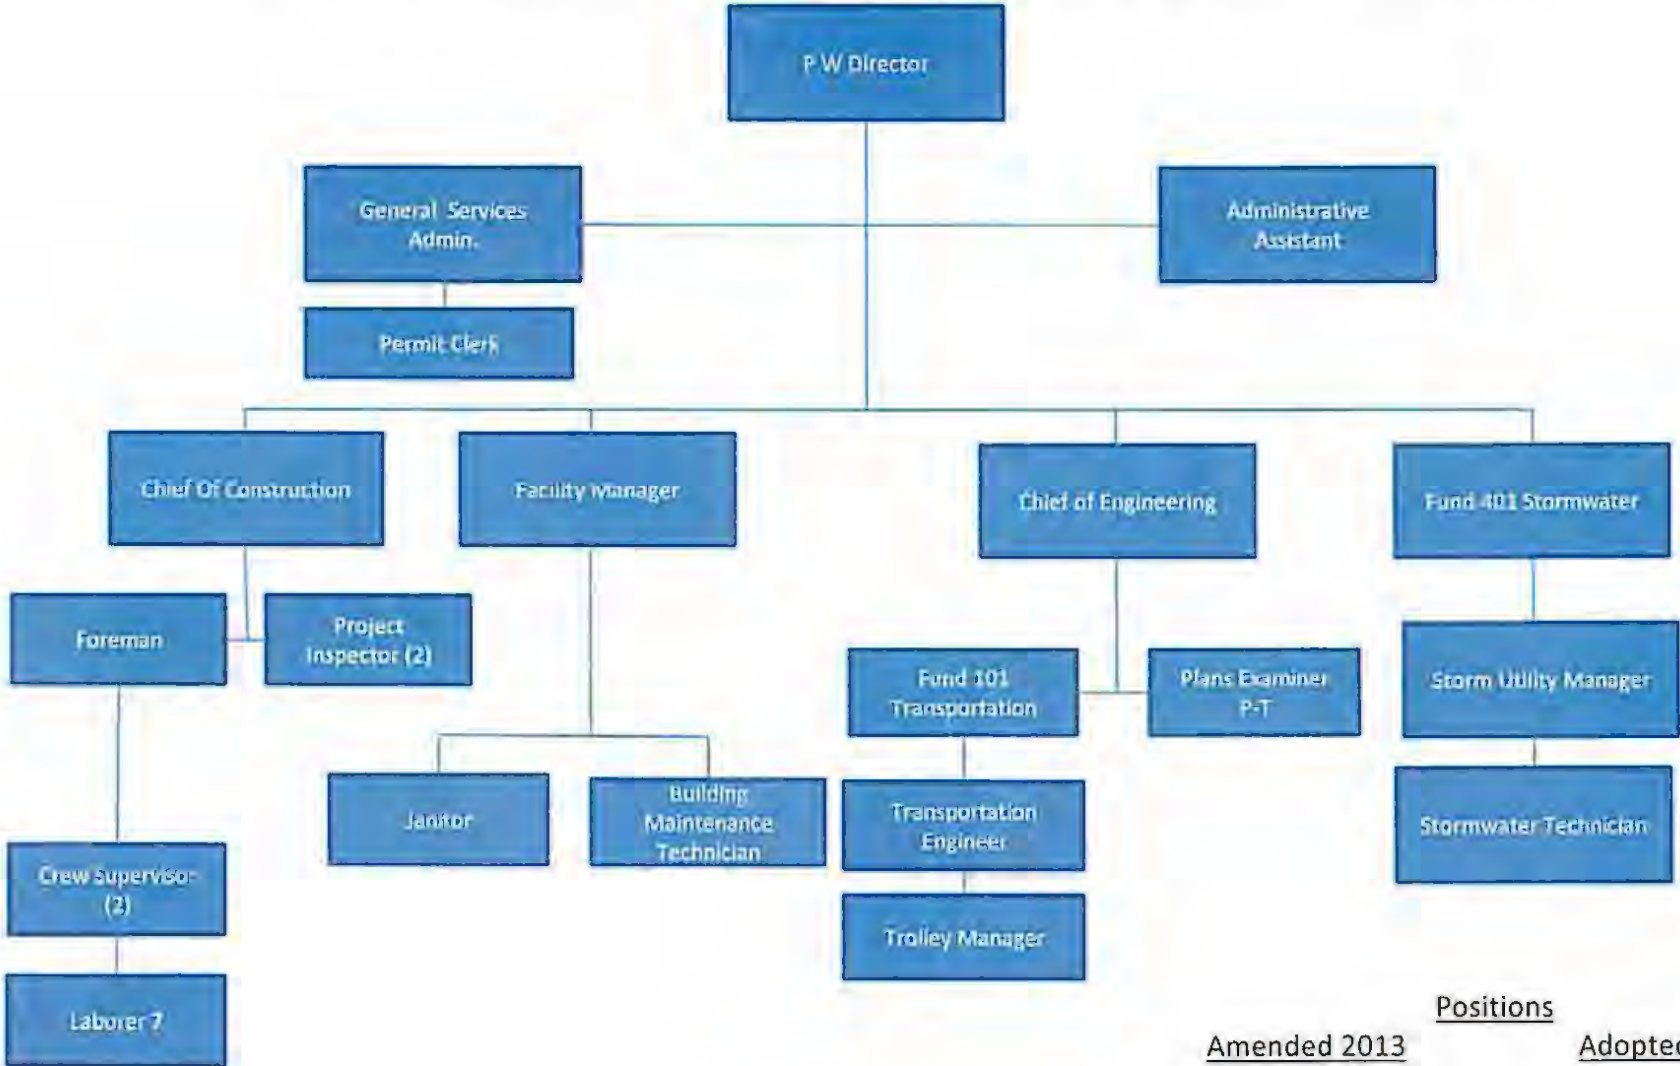 P W Director
General Services
Admin.
Administrative
Assistant
Permit Clerk
Chief Of Construction
Facility Manager
Chief of Engineering
Fund 401 Stormwater
Foreman
Project
Inspector (2)
Fund 101
Transportation
Plans Examiner
P-T
Storm Utility Manager
Janitor
Building
Maintenance
Technician
Transportation
Engineer
Stormwater Technician
Crew Supervisor
(2)
Trolley Manager
Laborer 7
Positions
Amended 2013
Adopted